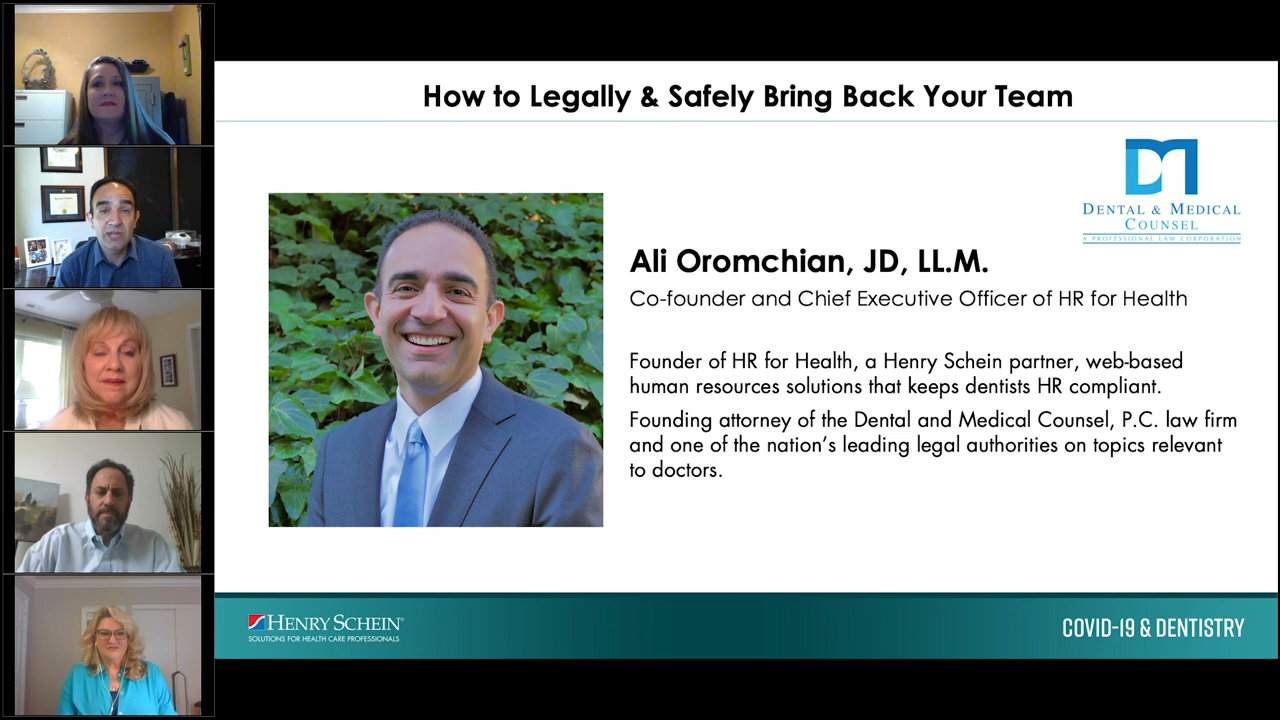 How to Legally & Safely Bring Back Your Team
DENTAL & MEDICAL
COUNSEL
A PROFESSIONAL LAW CORPORATION
Ali Oromchian, JD, LL.M.
Co-founder and Chief Executive Officer of HR for Health
Founder of HR for Health, a Henry Schein partner, web-based
human resources solutions that keeps dentists HR compliant.
Founding attorney of the Dental and Medical Counsel, P.C. law firm
and one of the nation's leading legal authorities on topics relevant
to doctors.
HENRY SCHEIN®
SOLUTIONS FOR HEALTH CARE PROFESSIONALS
COVID-19 & DENTISTRY